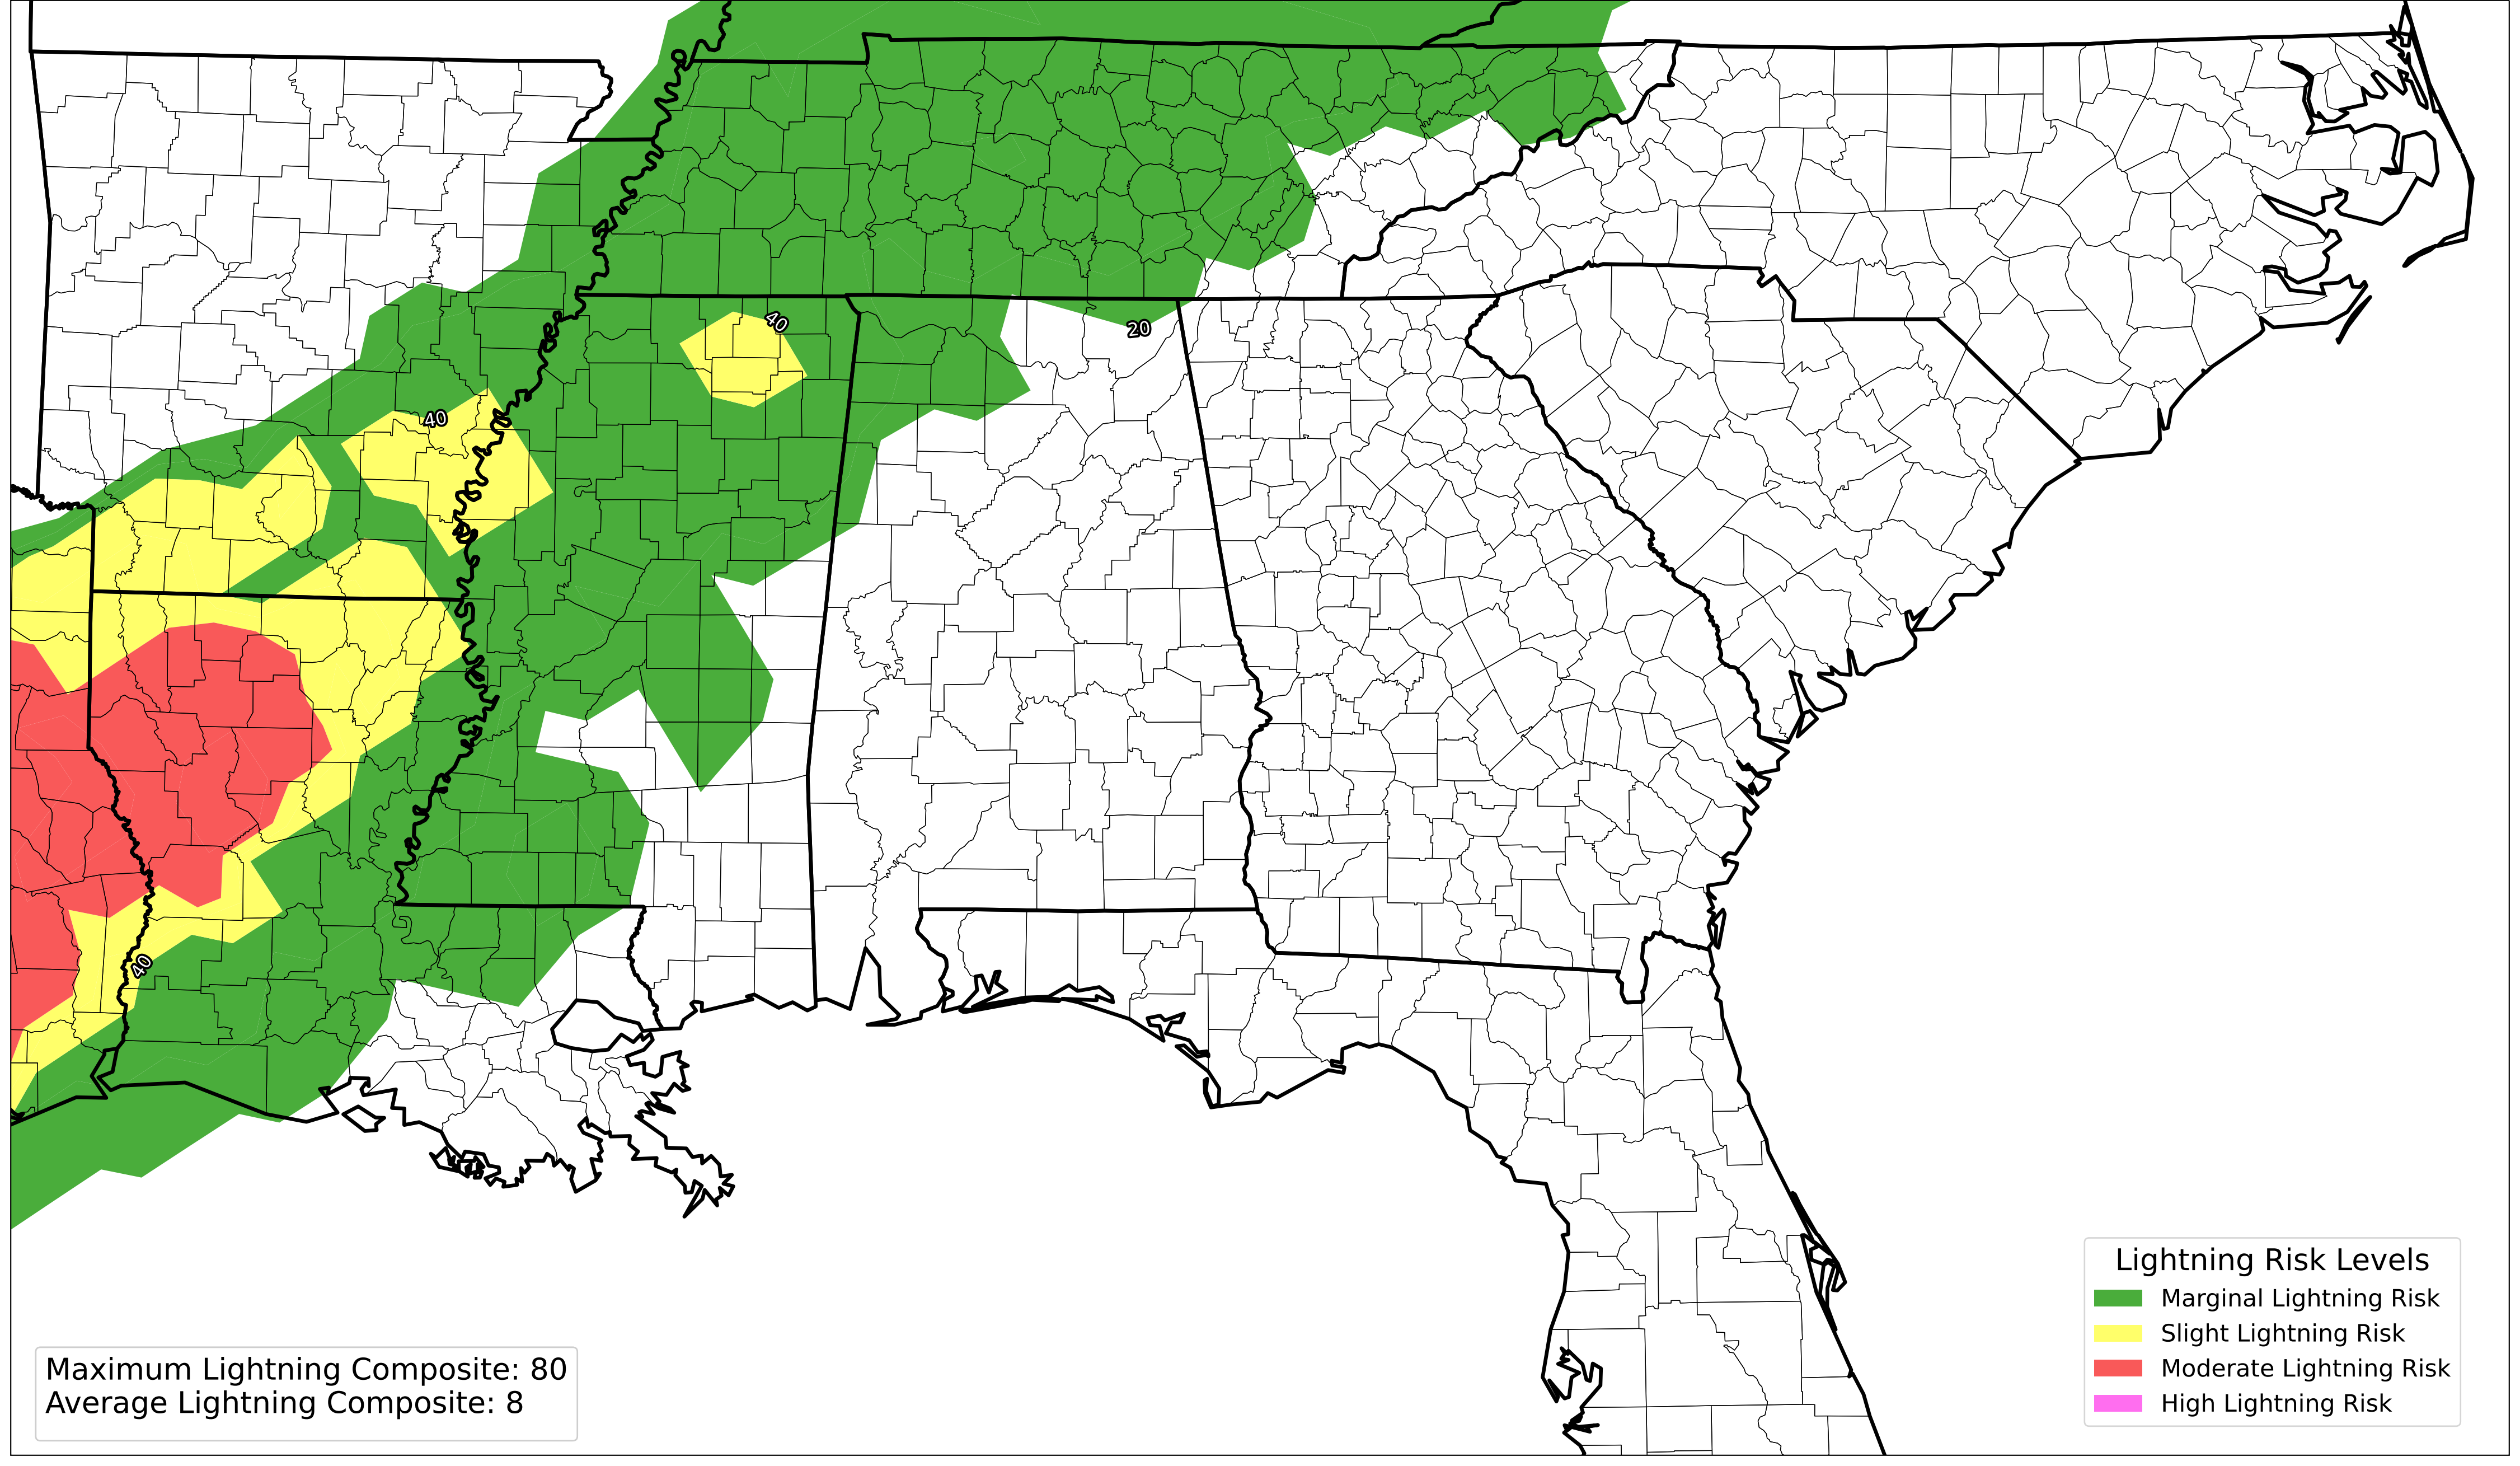 40
20
40
40
Lightning Risk Levels
Marginal Lightning Risk
Slight Lightning Risk
Moderate Lightning Risk
High Lightning Risk
Maximum Lightning Composite: 80
Average Lightning Composite: 8